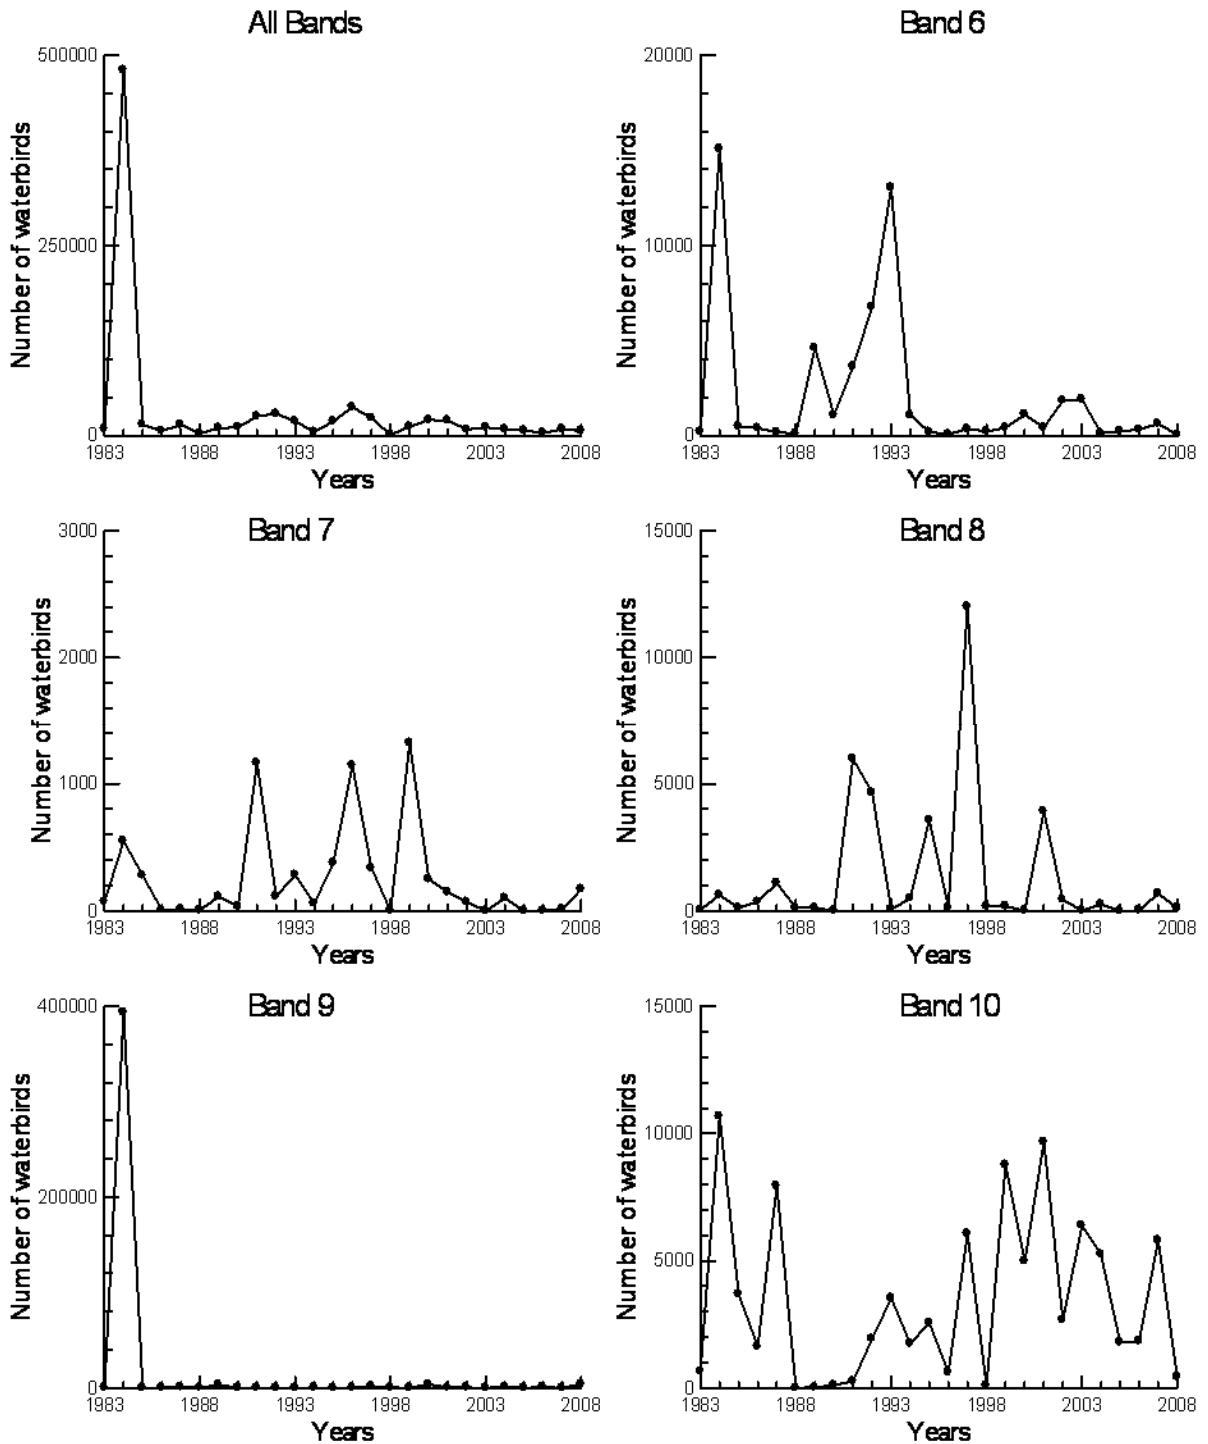 All Bands
Number of waterbirds
500000
250000
0
1983 1988 1993 1998 2003 2008
Years
Band 6
Number of waterbirds
20000
10000
0
1983 1988 1993 1998 2003 2008
Years
Band 7
Number of waterbirds
3000
2000
1000
0
1983 1988 1993 1998 2003 2008
Years
Band 8
Number of waterbirds
15000
10000
5000
0
1983 1988 1993 1998 2003 2008
Years
Band 9
Number of waterbirds
400000
200000
0
1983 1988 1993 1998 2003 2008
Years
Band 10
Number of waterbirds
15000
10000
5000
0
1983 1988 1993 1998 2003 2008
Years